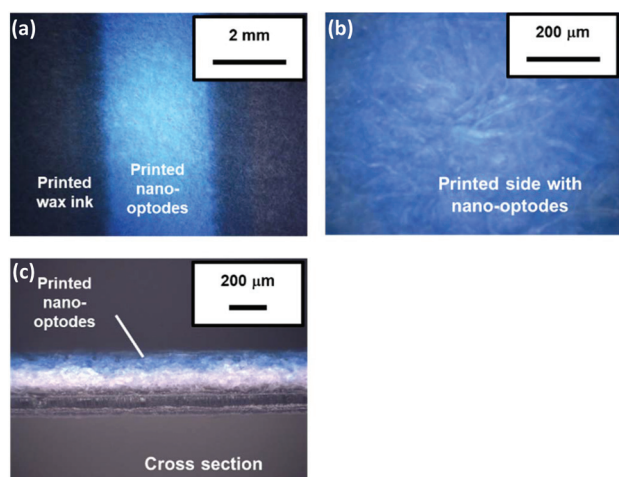 (a)
2 mm
Printed
wax ink
Printed
nano-
optodes
(b)
200 μm
Printed side with
nano-optodes
(c)
Printed
nano-
optodes
200 μm
Cross section